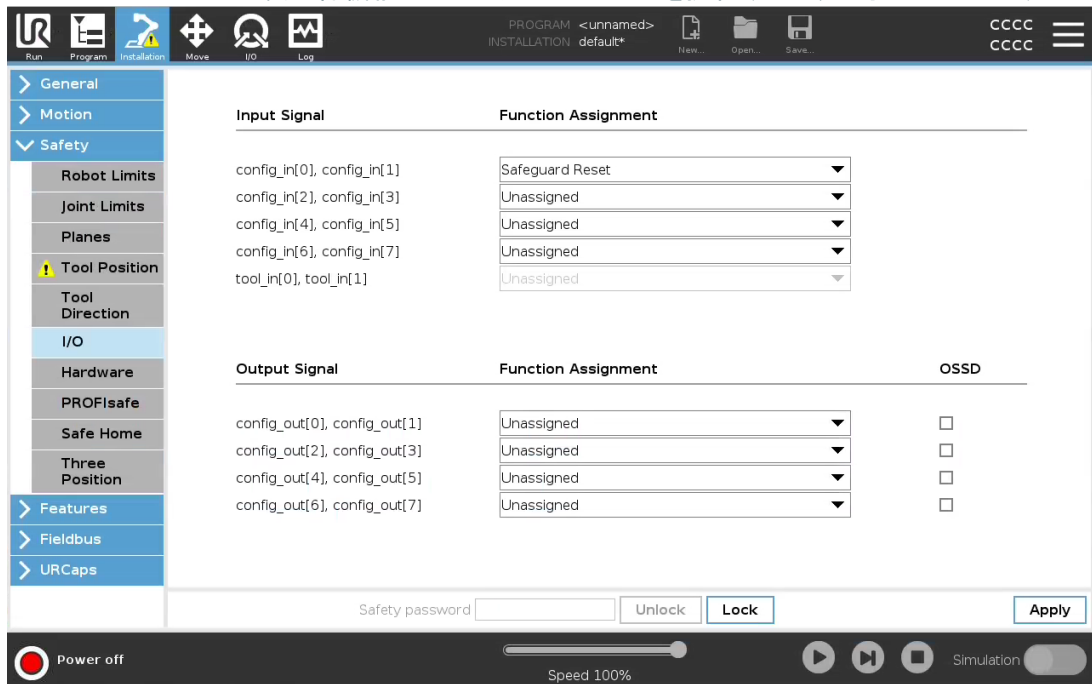 PROGRAM <unnamed>
INSTALLATION default*
CCCC
CCCC
Run Program Installation Move I/O Log New... Open... Save...
General
Motion
Safety
Robot Limits
Joint Limits
Planes
Tool Position
Tool
Direction
I/O
Hardware
PROFIsafe
Safe Home
Three
Position
Features
Fieldbus
URCaps
Input Signal Function Assignment
config_in[0], config_in[1] Safeguard Reset
config_in[2], config_in[3] Unassigned
config_in[4], config_in[5] Unassigned
config_in[6], config_in[7] Unassigned
tool_in[0], tool_in[1] Unassigned
Output Signal Function Assignment OSSD
config_out[0], config_out[1] Unassigned
config_out[2], config_out[3] Unassigned
config_out[4], config_out[5] Unassigned
config_out[6], config_out[7] Unassigned
Safety password Unlock Lock Apply
Power off
Speed 100%
Simulation